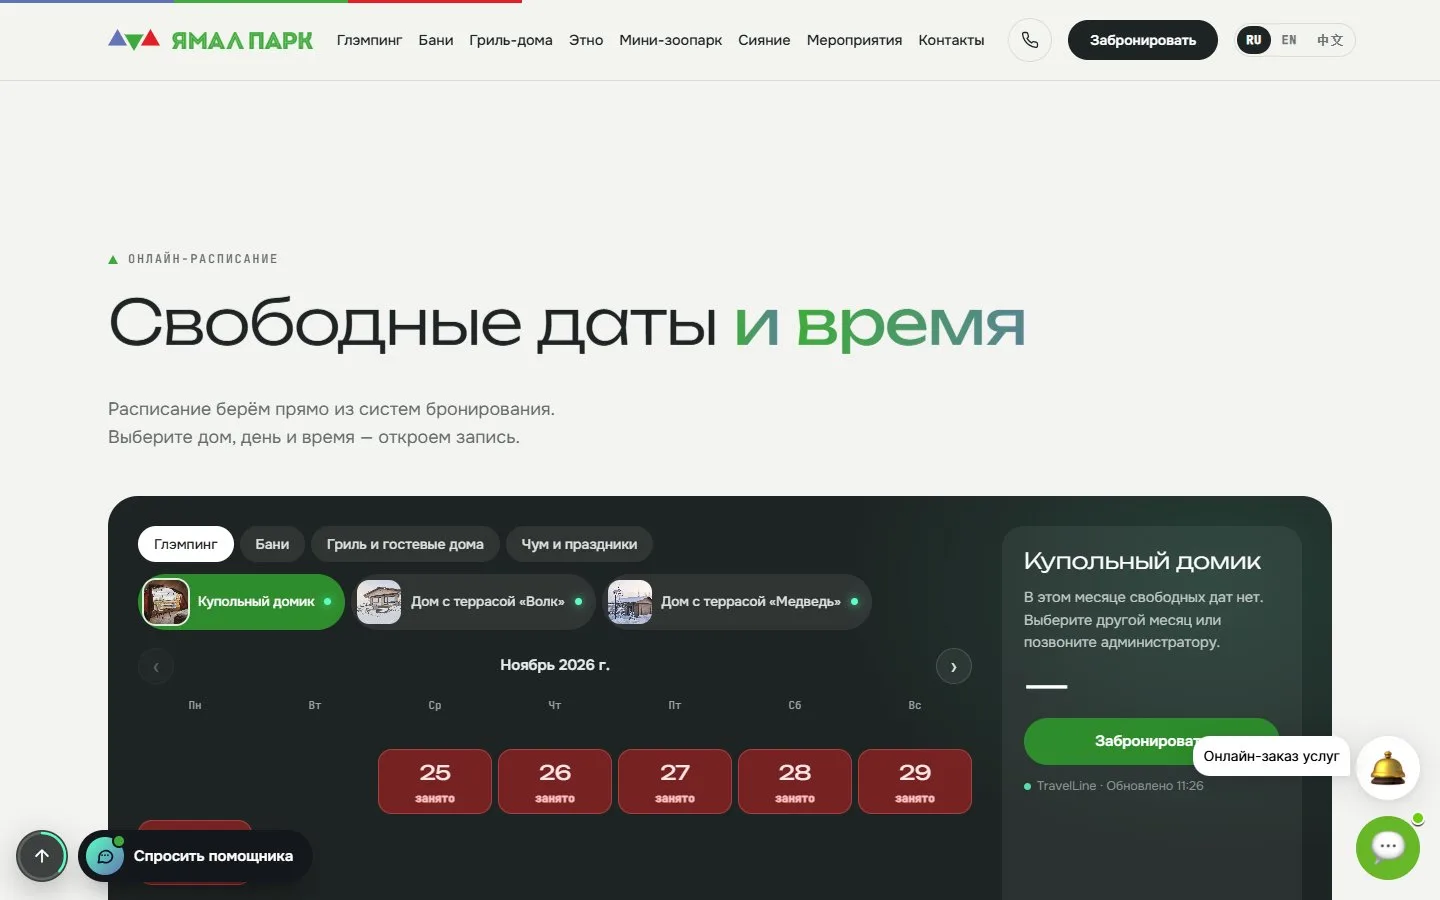 ЯМАЛ ПАРК
Глэмпинг Бани Гриль-дома Этно Мини-зоопарк Сияние Мероприятия Контакты
Забронировать
RU EN 中文
ОНЛАЙН-РАСПИСАНИЕ
Свободные даты и время
Расписание берём прямо из систем бронирования.
Выберите дом, день и время — откроем запись.
Глэмпинг Бани Гриль и гостевые дома Чум и праздники
Купольный домик Дом с террасой «Волк» Дом с террасой «Медведь»
Ноябрь 2026 г.
Пн Вт Ср Чт Пт Сб Вс
25 26 27 28 29
занято занято занято занято занято
Купольный домик
В этом месяце свободных дат нет.
Выберите другой месяц или
позвоните администратору.
—
Забронироват
Онлайн-заказ услуг
TravelLine · Обновлено 11:26
Спросить помощника